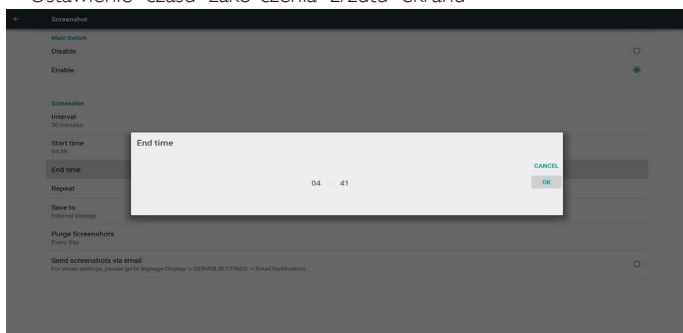 Ustawienie czasu zakończenia zrzutu ekranu
Screenshot
Main Switch
Disable
Enable
Screenshot
Interval
30 minutes
Start time
04:39
End time
End time
04 : 41
CANCEL
OK
Repeat
Save to
Internal storage
Purge Screenshots
Every Day
Send screenshots via email
For email settings, please go to Signage Display -> SERVER SETTINGS -> Email Notification.